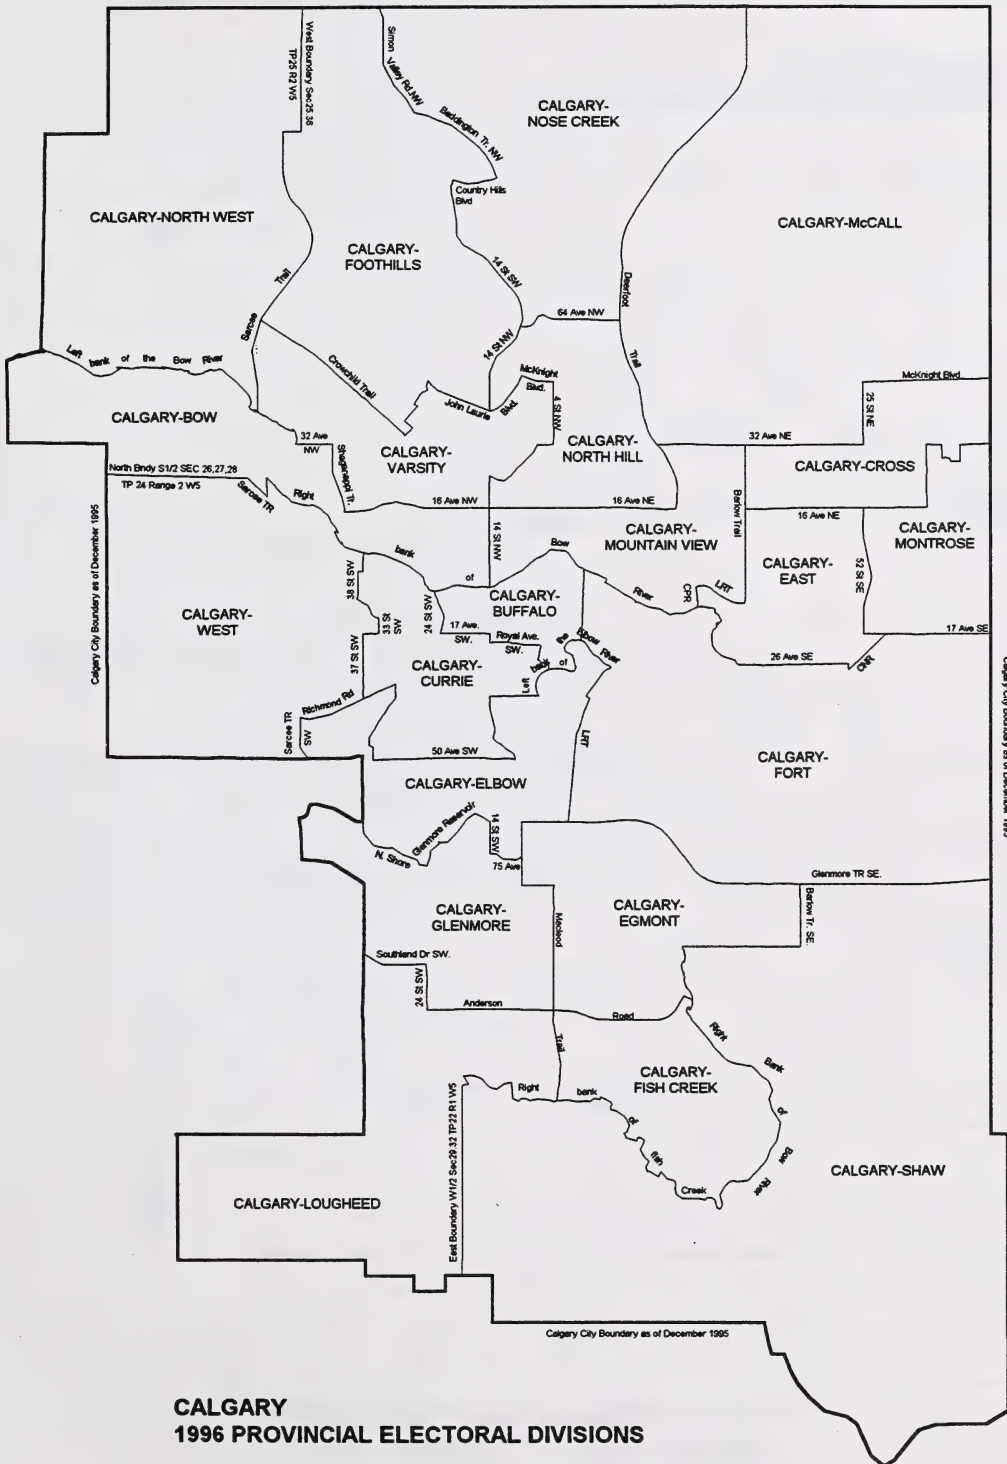 West Boundary Sec25,36
TP25 R2 W5
Simon
Valley Rd.NW
Beddington Tr. NW
CALGARY-
NOSE CREEK
Country Hills
Blvd
CALGARY-NORTH WEST
CALGARY-
FOOTHILLS
CALGARY-McCALL
14 St SW
Deerfoot
Trail
64 Ave NW
Sarcee
Trail
14 St NW
Left
bank
of
the
Bow
River
Crowchild Trail
McKnight
Blvd.
John Laurie
Blvd.
4 St NW
McKnight Blvd.
25 St NE
CALGARY-BOW
32 Ave
NW
CALGARY-
VARSITY
CALGARY-
NORTH HILL
32 Ave NE
CALGARY-CROSS
North Bndy S1/2 SEC 26,27,28
TP 24 Range 2 W5
Sarcee TR
Right
Shaganappi Tr.
16 Ave NW
16 Ave NE
Barlow Trail
16 Ave NE
14 St NW
CALGARY-
MOUNTAIN VIEW
CALGARY-
MONTROSE
bank
of
Bow
River
CALGARY-
EAST
52 St SE
38 St SW
24 St SW
CALGARY-
BUFFALO
CPR
LRT
Calgary City Boundary as of December 1995
CALGARY-
WEST
33 St
SW
17 Ave.
SW.
Royal Ave.
SW.
the
Elbow
River
17 Ave SE
37 St SW
CALGARY-
CURRIE
Left
bank
of
26 Ave SE
CNR
Richmond Rd
Sarcee TR
SW
LRT
50 Ave SW
CALGARY-
FORT
Calgary City Boundary as of December 1995
CALGARY-ELBOW
N. Shore
Glenmore Reservoir
14 St SW
75 Ave
Glenmore TR SE.
CALGARY-
GLENMORE
Macleod
CALGARY-
EGMONT
Barlow Tr. SE.
Southland Dr SW.
24 St SW
Anderson
Road
Trail
Right
Bank
of
Bow
River
CALGARY-
FISH CREEK
Right
bank
of
fish
Creek
East Boundary W1/2 Sec29,32 TP22 R1 W5
CALGARY-SHAW
CALGARY-LOUGHEED
Calgary City Boundary as of December 1995
CALGARY
1996 PROVINCIAL ELECTORAL DIVISIONS